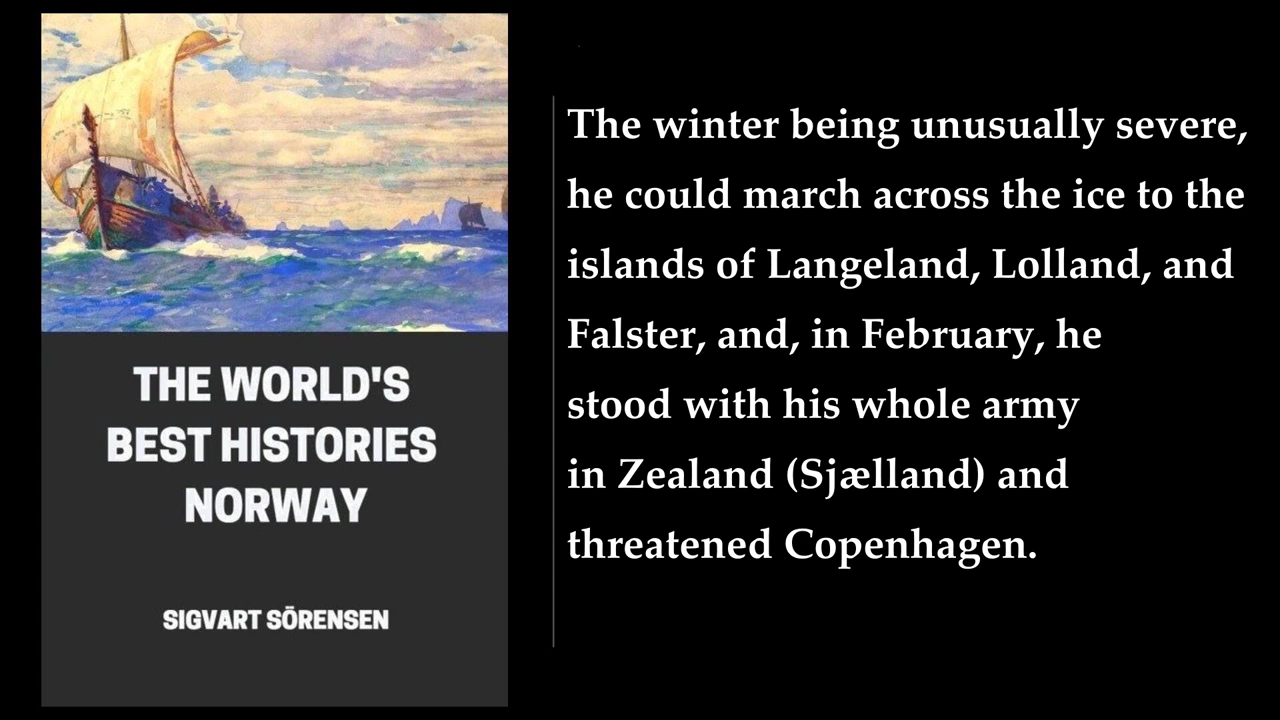 THE WORLD'S
BEST HISTORIES
NORWAY
SIGVART SÖRENSEN
The winter being unusually severe,
he could march across the ice to the
islands of Langeland, Lolland, and
Falster, and, in February, he
stood with his whole army
in Zealand (Sjælland) and
threatened Copenhagen.